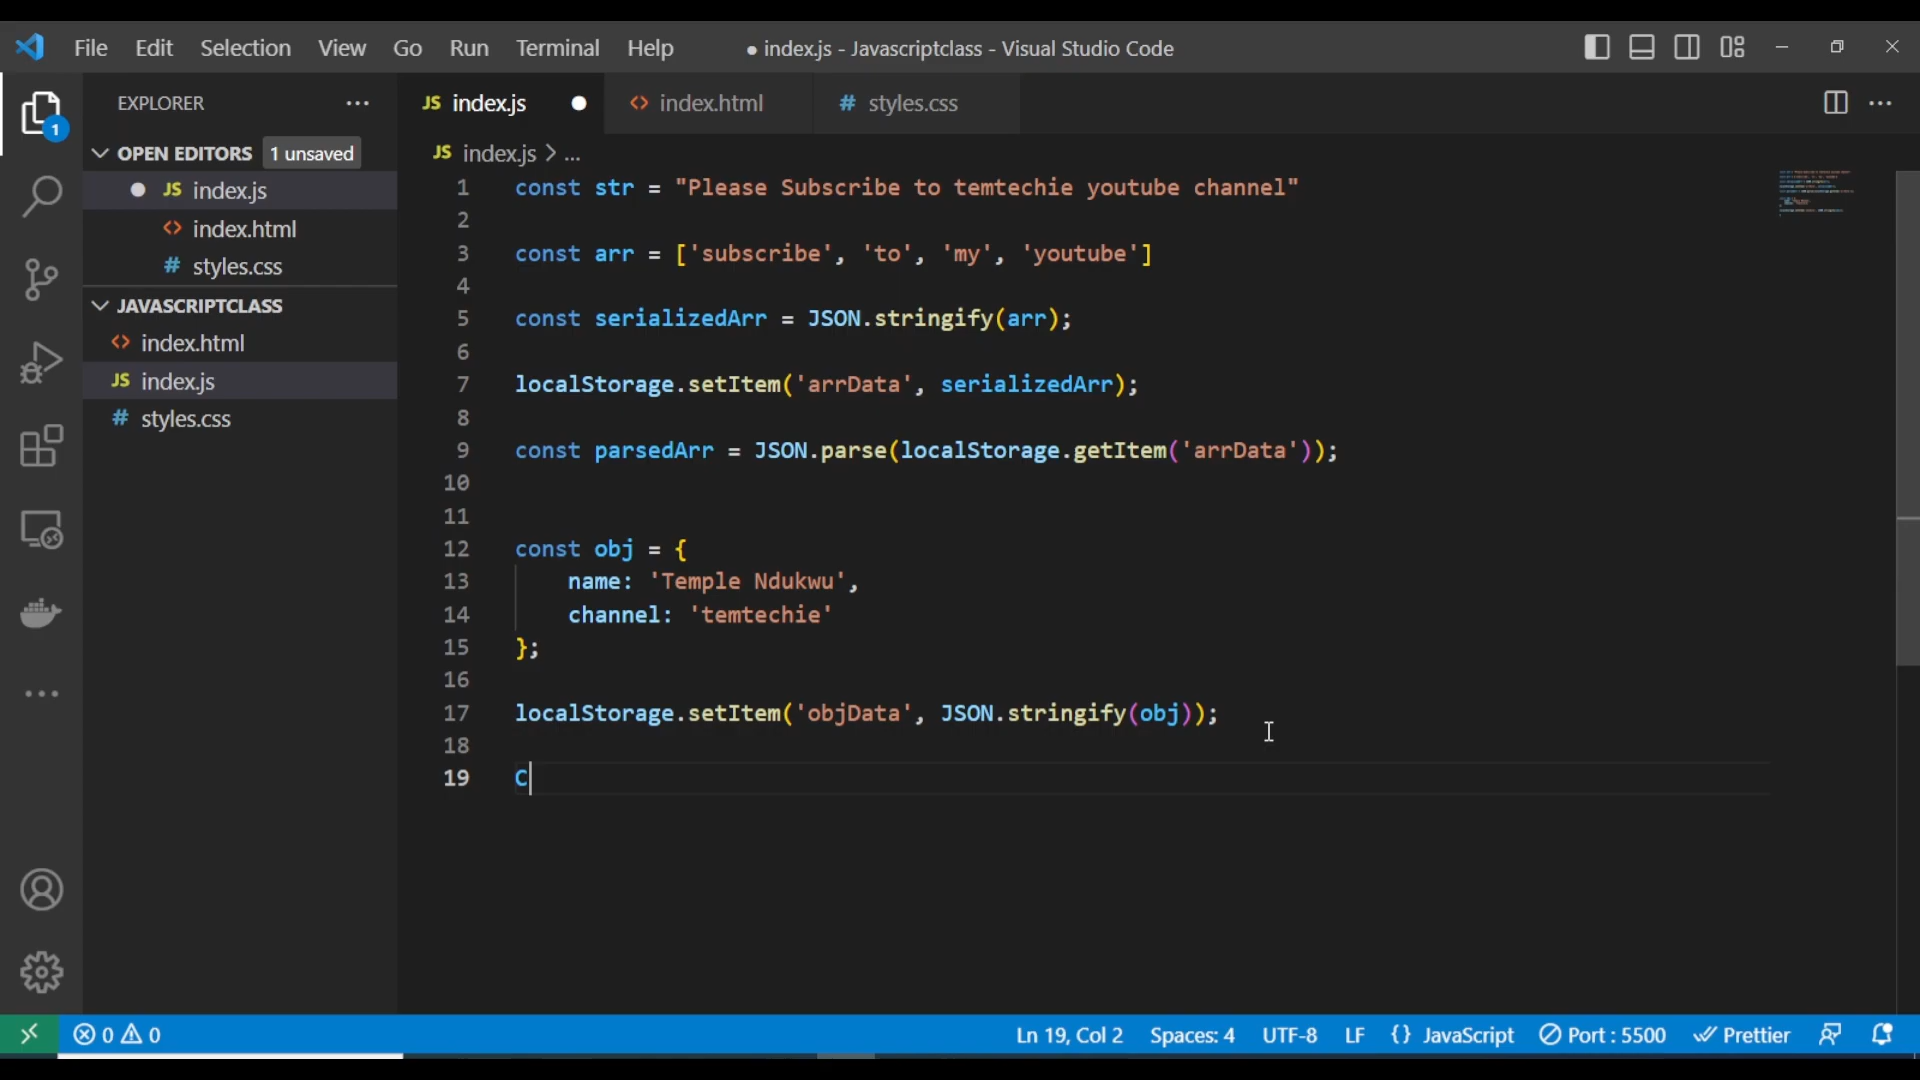 File Edit Selection View Go Run Terminal Help ● index.js - Javascriptclass - Visual Studio Code
EXPLORER ...
OPEN EDITORS 1 unsaved
JS index.js
<> index.html
# styles.css
JAVASCRIPTCLASS
<> index.html
JS index.js
# styles.css
1
JS index.js ● <> index.html # styles.css
JS index.js > ...
1 const str = "Please Subscribe to temtechie youtube channel"
2
3 const arr = ['subscribe', 'to', 'my', 'youtube']
4
5 const serializedArr = JSON.stringify(arr);
6
7 localStorage.setItem('arrData', serializedArr);
8
9 const parsedArr = JSON.parse(localStorage.getItem('arrData'));
10
11
12 const obj = {
13 name: 'Temple Ndukwu',
14 channel: 'temtechie'
15 };
16
17 localStorage.setItem('objData', JSON.stringify(obj));
18
19 C
0 0 Ln 19, Col 2 Spaces: 4 UTF-8 LF {} JavaScript Port : 5500 Prettier